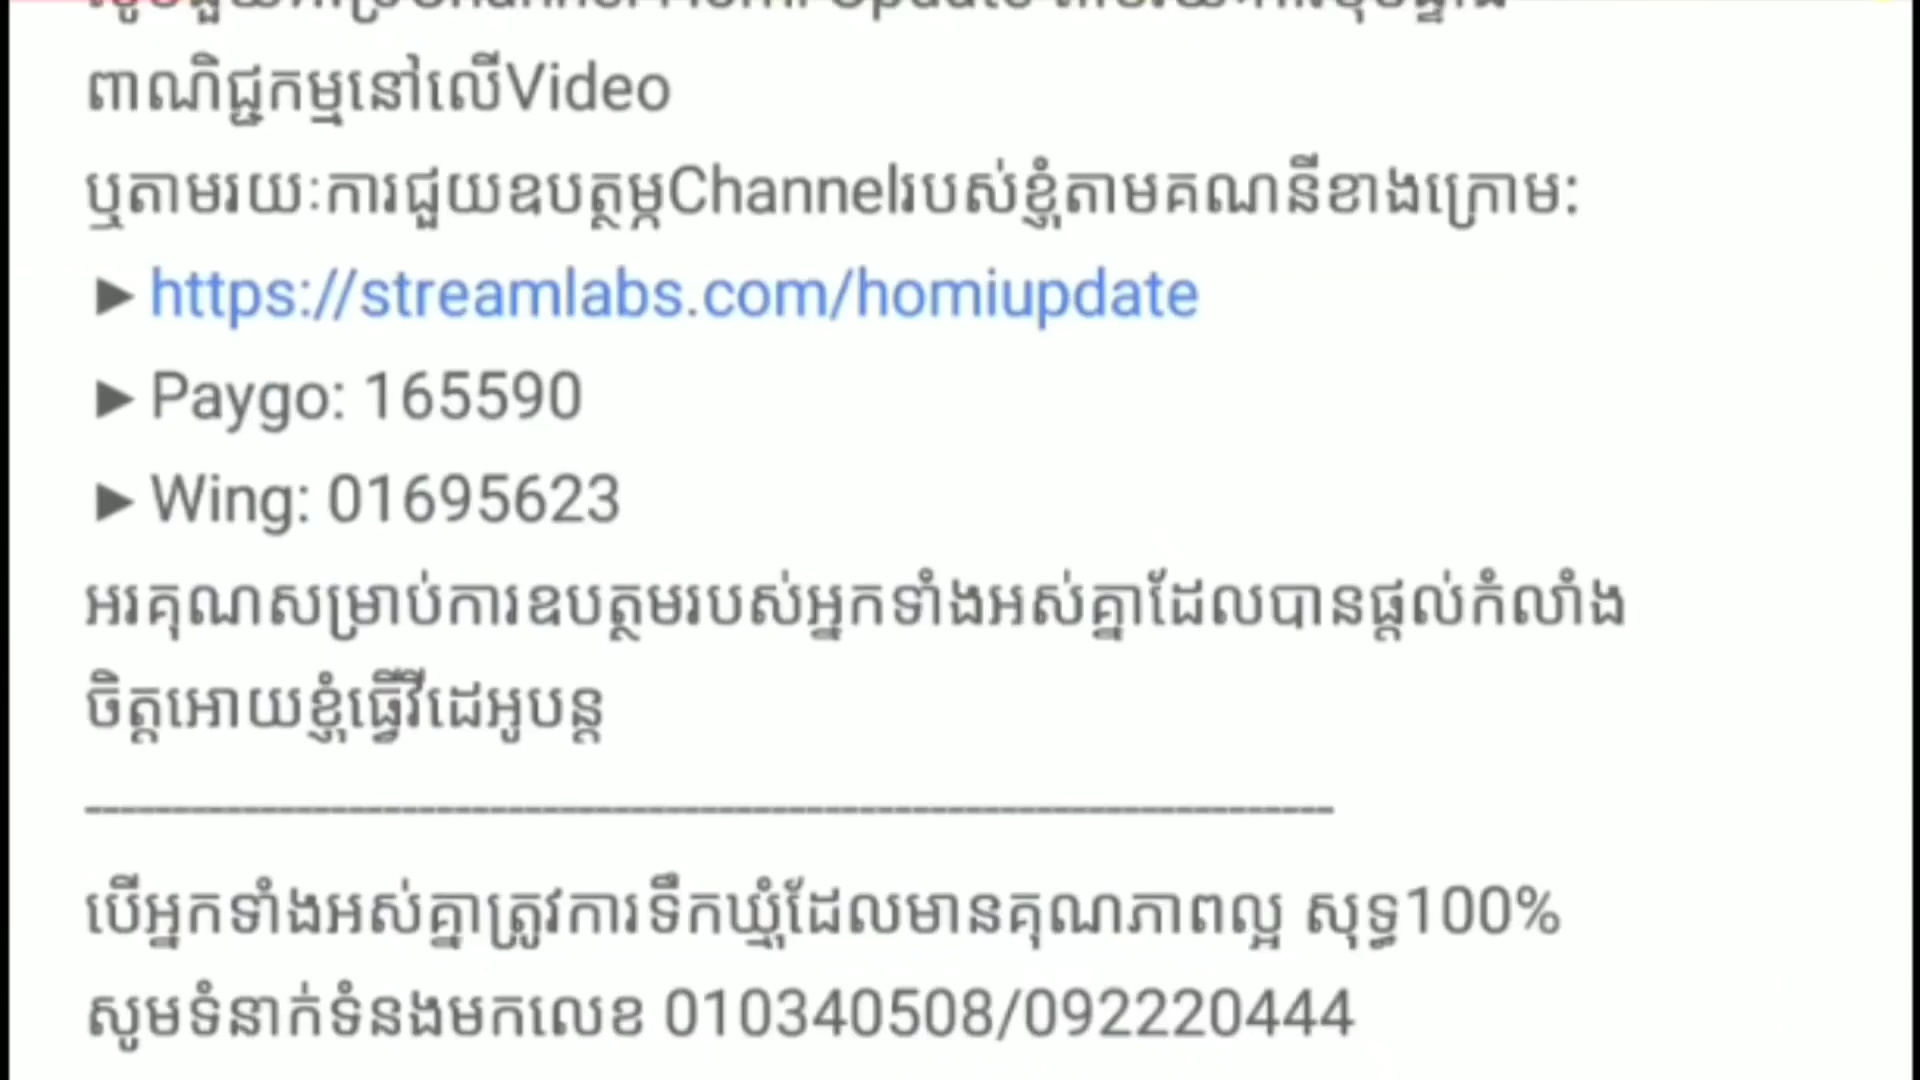 ពាណិជ្ជកម្មនៅលើVideo
ឬតាមរយៈការជួយឧបត្ថម្ភChannelរបស់ខ្ញុំតាមគណនីខាងក្រោម:
►https://streamlabs.com/homiupdate
►Paygo: 165590
►Wing: 01695623
អរគុណសម្រាប់ការឧបត្ថមរបស់អ្នកទាំងអស់គ្នាដែលបានផ្តល់កំលាំង
ចិត្តអោយខ្ញុំធ្វើវីដេអូបន្ត
------------------------------------------------------------------------
បើអ្នកទាំងអស់គ្នាត្រូវការទឹកឃ្មុំដែលមានគុណភាពល្អ សុទ្ធ100%
សូមទំនាក់ទំនងមកលេខ 010340508/092220444